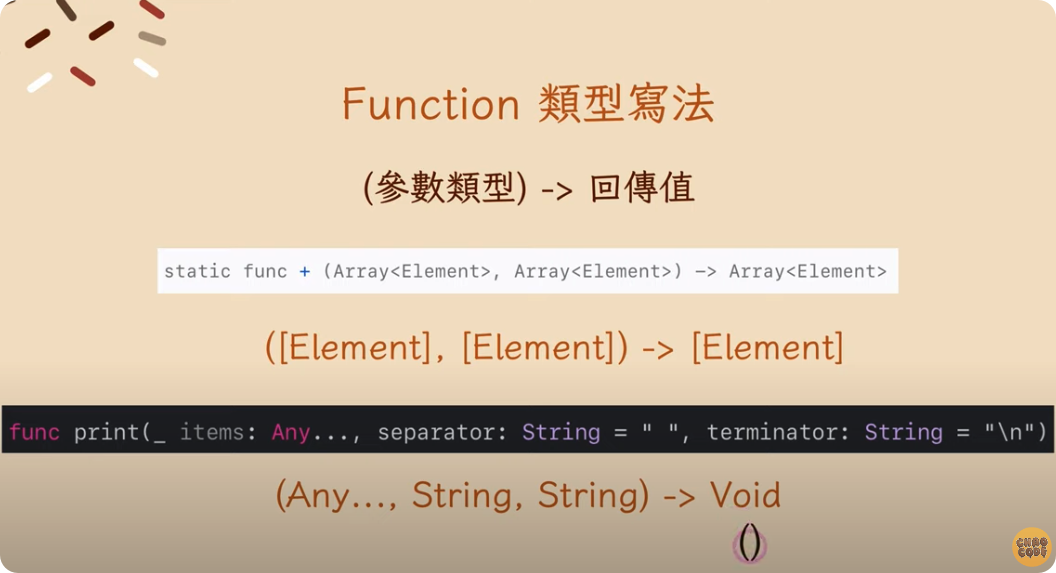 Function 類型寫法
(參數類型) -> 回傳值
static func + (Array<Element>, Array<Element>) -> Array<Element>
([Element], [Element]) -> [Element]
func print(_ items: Any..., separator: String = " ", terminator: String = "\n")
(Any..., String, String) -> Void
()
CHBO
CODE